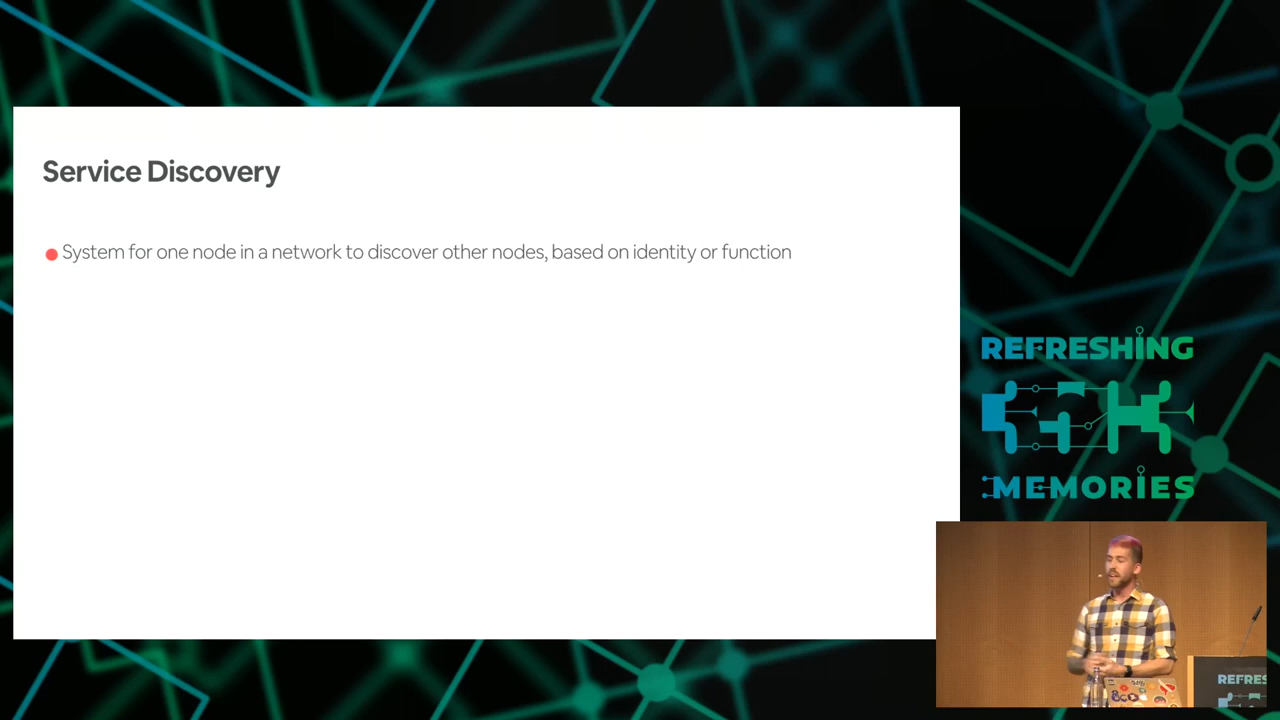 Service Discovery
System for one node in a network to discover other nodes, based on identity or function
REFRESHING
MEMORIES
REFRES